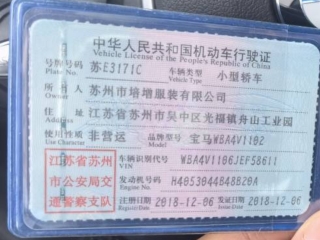 中华人民共和国机动车行驶证
Vehicle License of the People's Republic of China
号牌号码 苏E3171C 车辆类型 小型轿车
Plate No. Vehicle Type
所有人 苏州市培增服装有限公司
Owner
住址 江苏省苏州市吴中区光福镇舟山工业园
Address
使用性质 非营运 品牌型号 宝马WBA4V1102
Use Character Model
江苏省苏州市公安局交通警察支队
车辆识别代号 WBA4V1106JEF58611
VIN
发动机号码 H4053044B48B20A
Engine No.
注册日期 2018-12-06 发证日期 2018-12-06
Register Date Issue Date